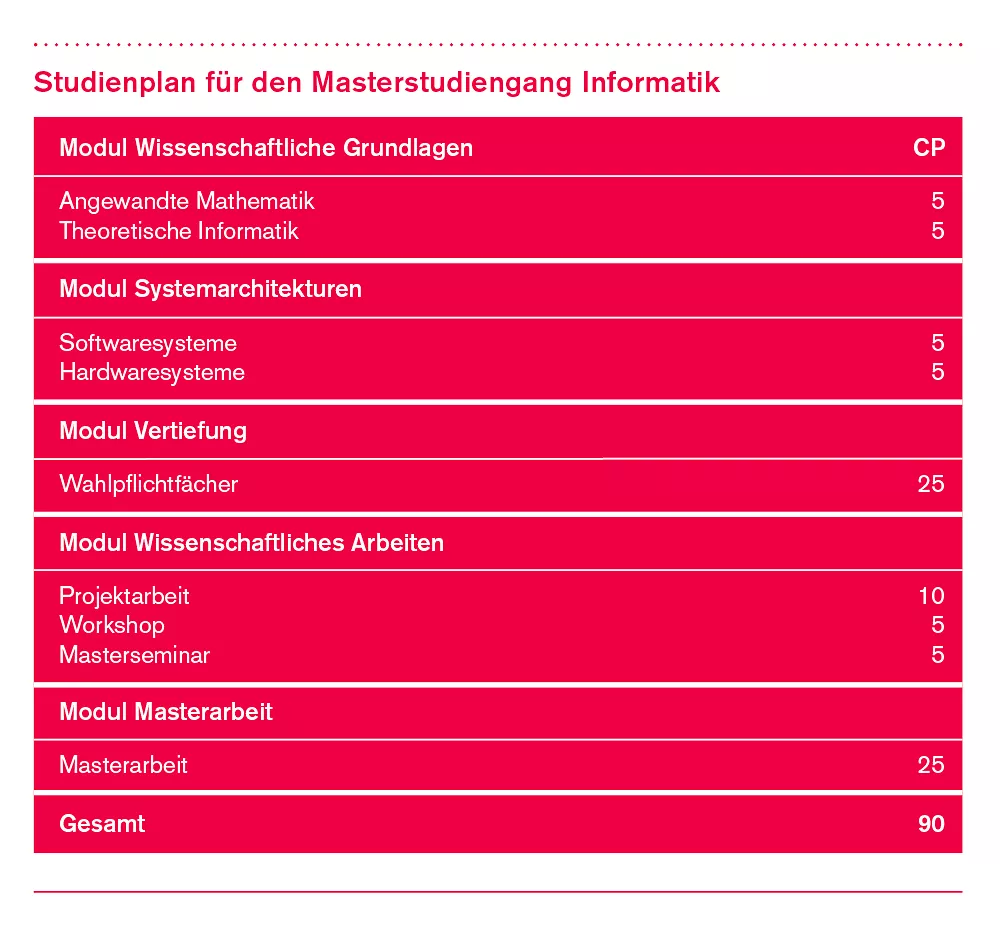 Studienplan für den Masterstudiengang Informatik
Modul Wissenschaftliche Grundlagen CP
Angewandte Mathematik 5
Theoretische Informatik 5
Modul Systemarchitekturen
Softwaresysteme 5
Hardwaresysteme 5
Modul Vertiefung
Wahlpflichtfächer 25
Modul Wissenschaftliches Arbeiten
Projektarbeit 10
Workshop 5
Masterseminar 5
Modul Masterarbeit
Masterarbeit 25
Gesamt 90